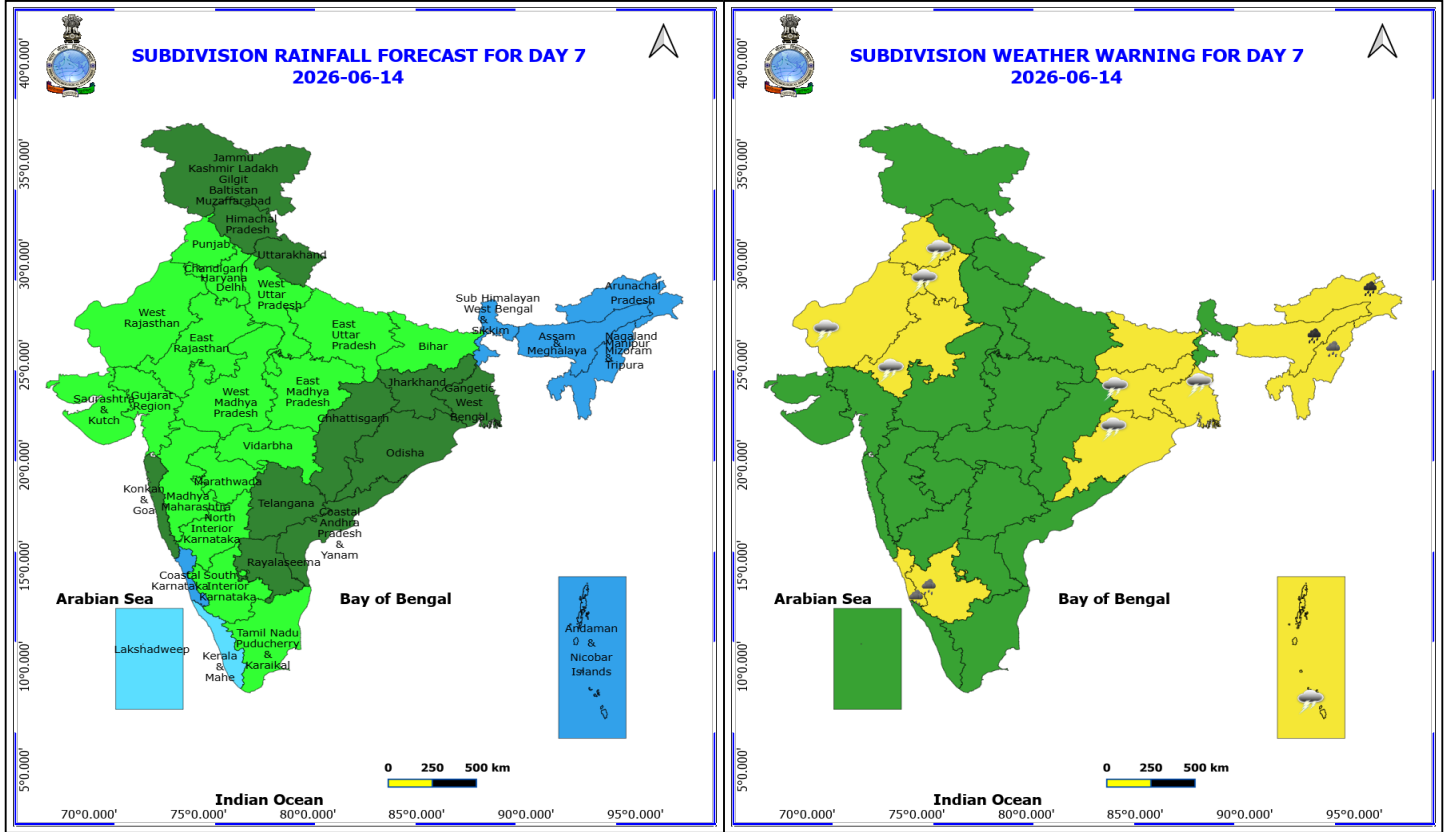 SUBDIVISION RAINFALL FORECAST FOR DAY 7
2026-06-14
40°0.000'
35°0.000'
30°0.000'
25°0.000'
20°0.000'
15°0.000'
10°0.000'
5°0.000'
Jammu
Kashmir Ladakh
Gilgit
Baltistan
Muzaffarabad
Himachal
Pradesh
Punjab
Uttarakhand
Chandigarh
Haryana
Delhi
West
Uttar
Pradesh
West
Rajasthan
East
Rajasthan
East
Uttar
Pradesh
Bihar
Sub Himalayan
West Bengal
&
Sikkim
Arunachal
Pradesh
Assam
&
Meghalaya
Nagaland
Manipur
Mizoram
&
Tripura
Saurashtra
&
Kutch
Gujarat
Region
West
Madhya
Pradesh
East
Madhya
Pradesh
Jharkhand
Gangetic
West
Bengal
Chhattisgarh
Odisha
Vidarbha
Konkan
&
Goa
Marathwada
Madhya
Maharashtra
North
Interior
Karnataka
Telangana
Coastal
Andhra
Pradesh
&
Yanam
Rayalaseema
Coastal
Karnataka
South
Interior
Karnataka
Arabian Sea
Bay of Bengal
Lakshadweep
Kerala
&
Mahe
Tamil Nadu
Puducherry
&
Karaikal
Andaman
&
Nicobar
Islands
0 250 500 km
Indian Ocean
70°0.000' 75°0.000' 80°0.000' 85°0.000' 90°0.000' 95°0.000'
SUBDIVISION WEATHER WARNING FOR DAY 7
2026-06-14
40°0.000'
35°0.000'
30°0.000'
25°0.000'
20°0.000'
15°0.000'
10°0.000'
5°0.000'
Arabian Sea
Bay of Bengal
0 250 500 km
Indian Ocean
70°0.000' 75°0.000' 80°0.000' 85°0.000' 90°0.000' 95°0.000'